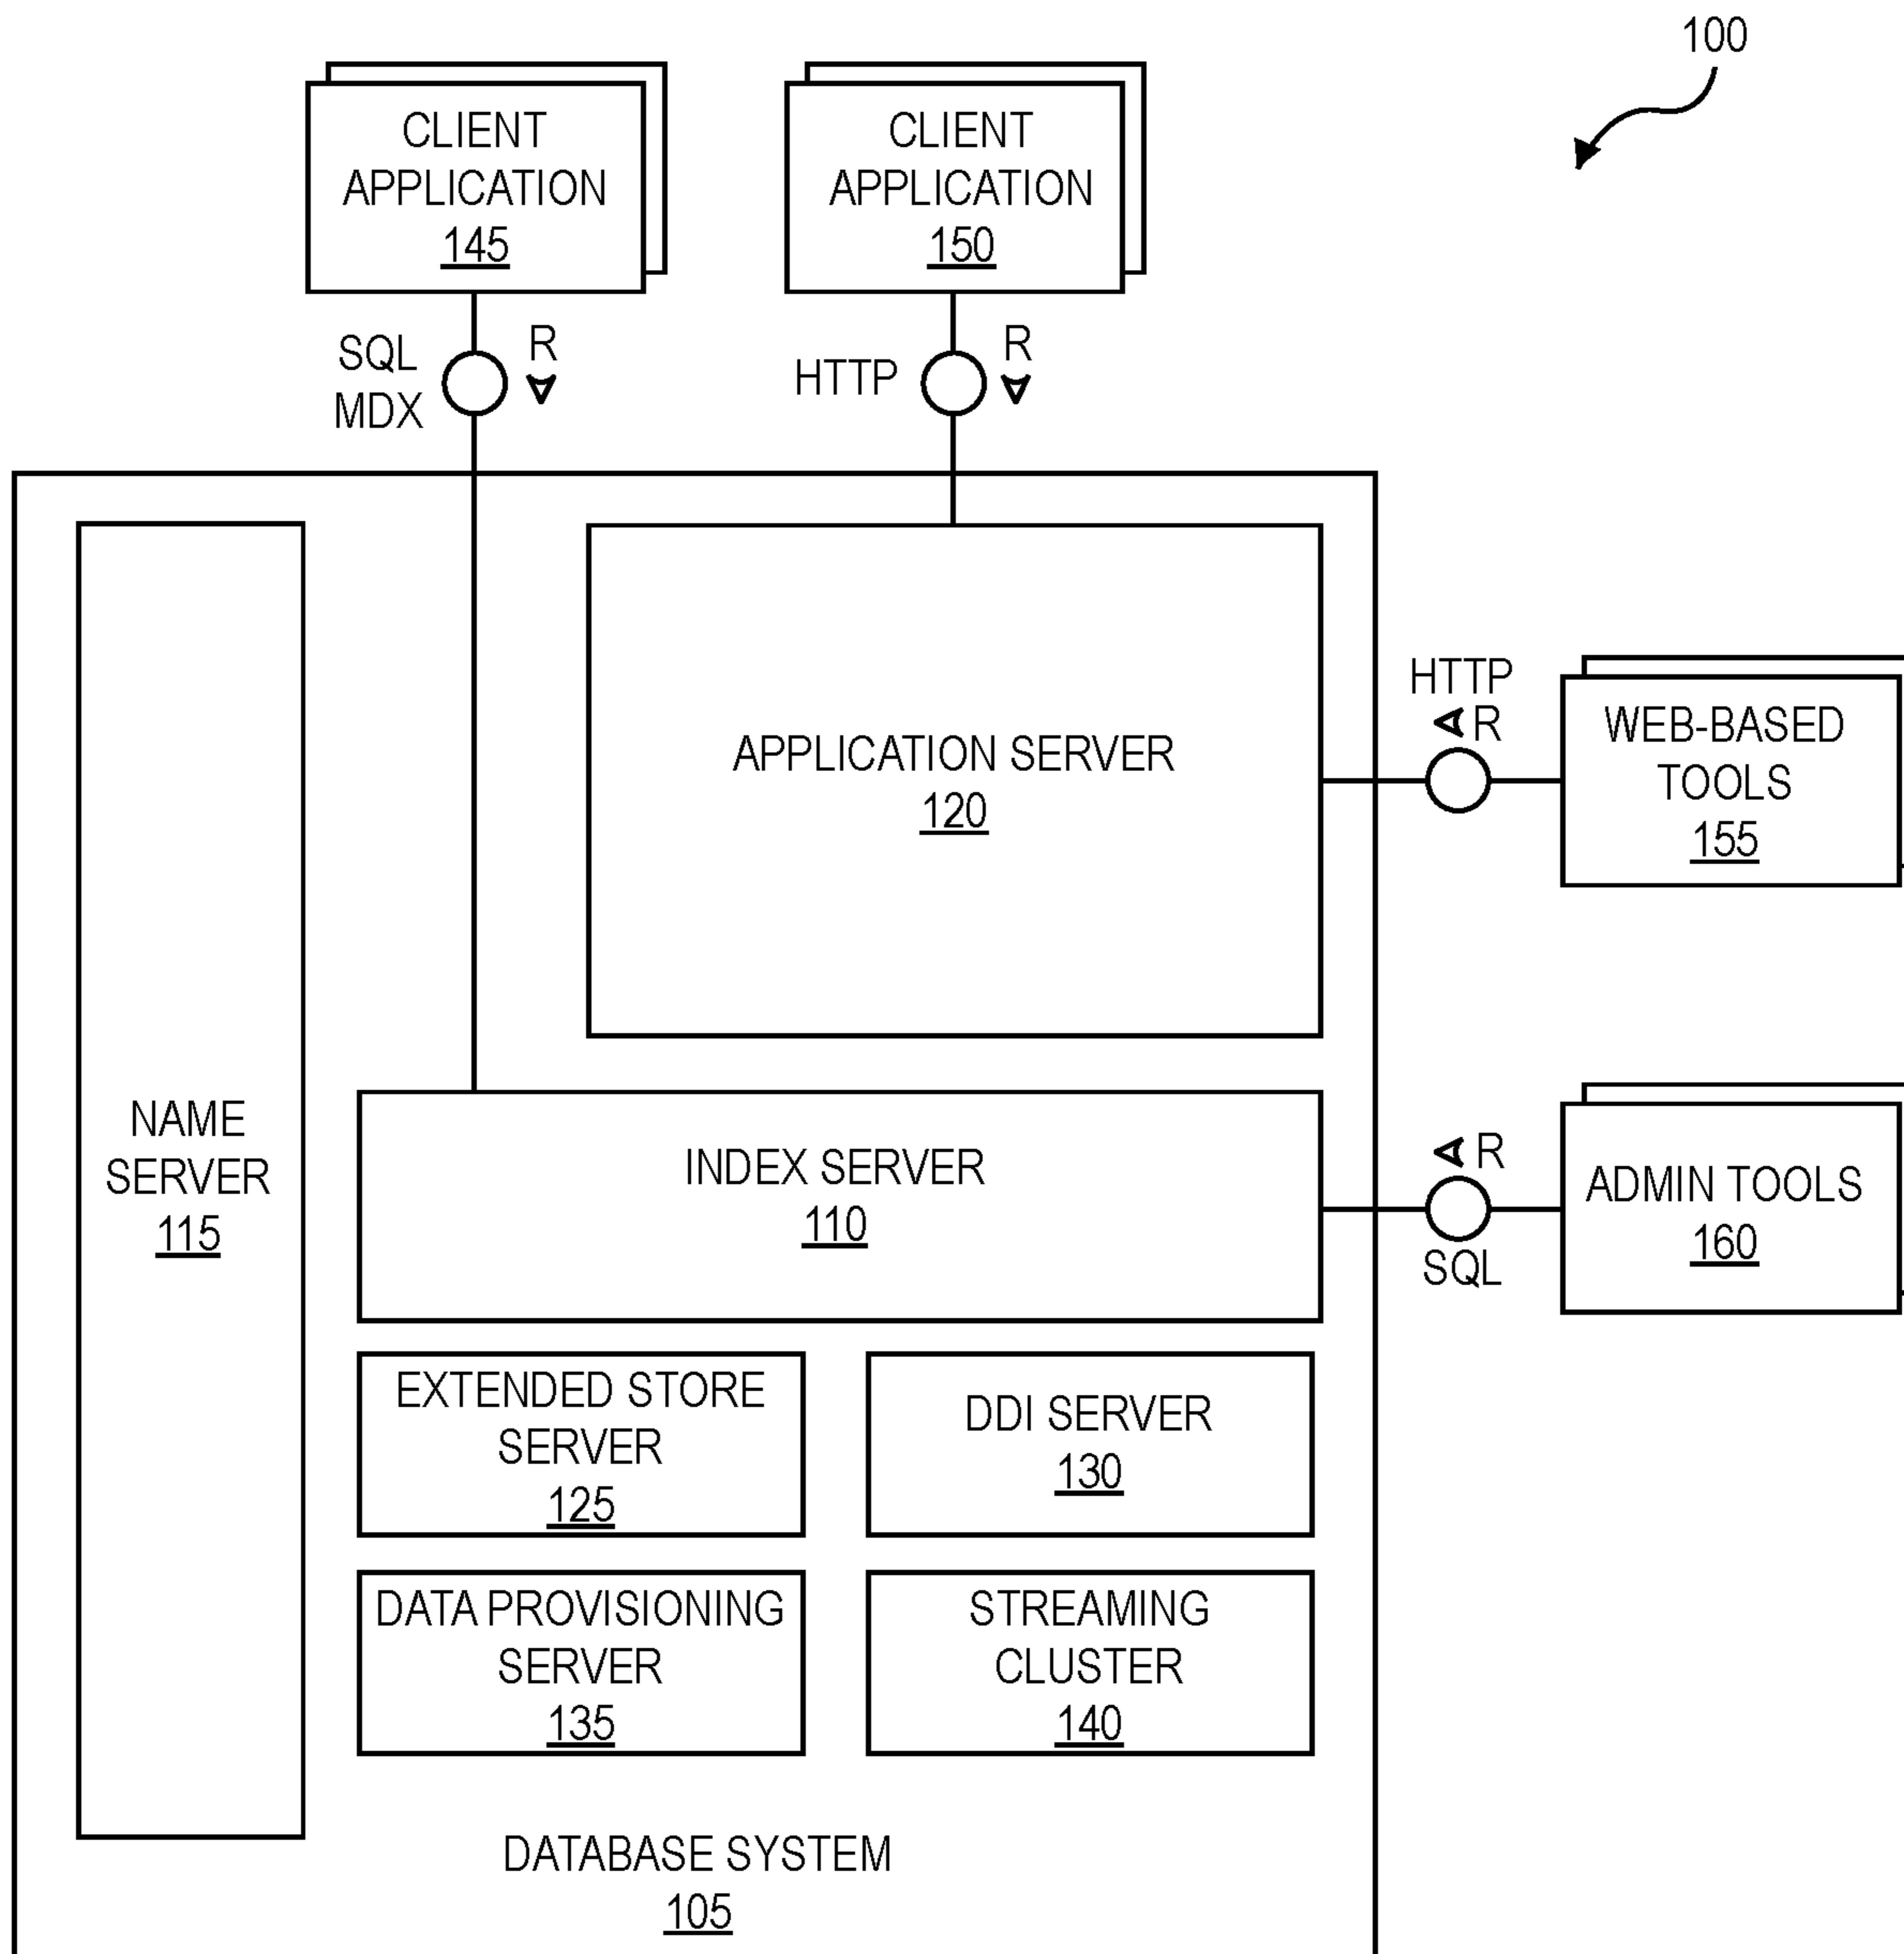 100
CLIENT
APPLICATION
145
CLIENT
APPLICATION
150
SQL
MDX
R
HTTP
R
APPLICATION SERVER
120
HTTP
R
WEB-BASED
TOOLS
155
NAME
SERVER
115
INDEX SERVER
110
R
SQL
ADMIN TOOLS
160
EXTENDED STORE
SERVER
125
DDI SERVER
130
DATA PROVISIONING
SERVER
135
STREAMING
CLUSTER
140
DATABASE SYSTEM
105